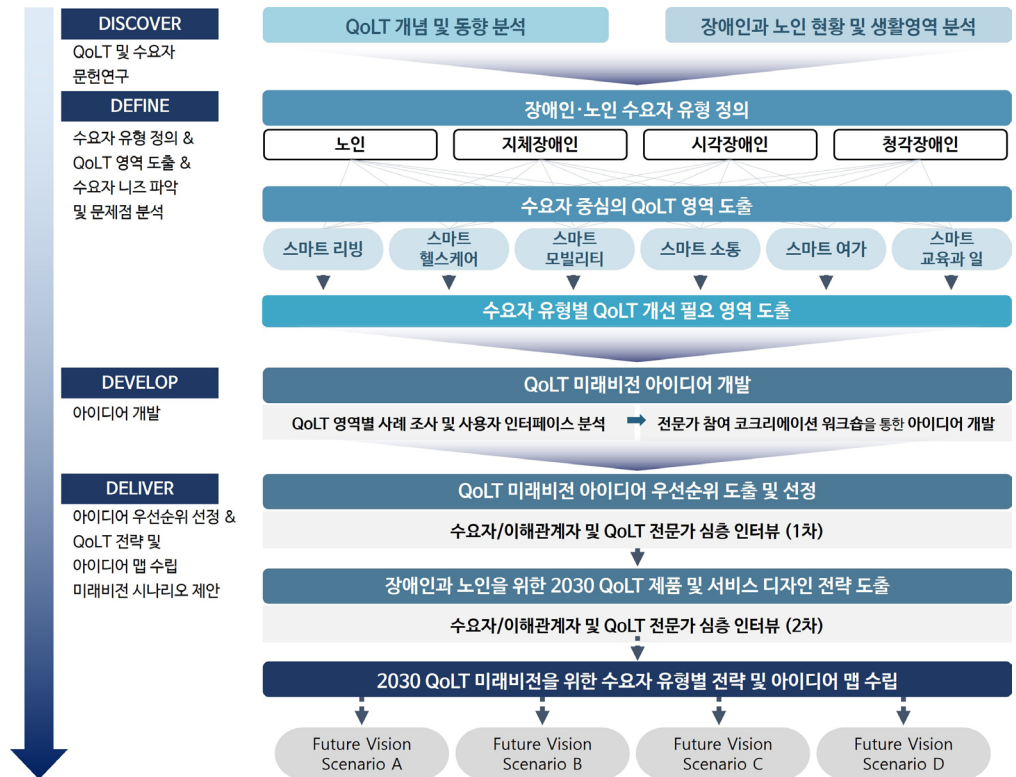 DISCOVER
QoLT 및 수요자
문헌연구
QoLT 개념 및 동향 분석
장애인과 노인 현황 및 생활영역 분석
DEFINE
수요자 유형 정의 &
QoLT 영역 도출 &
수요자 니즈 파악
및 문제점 분석
장애인·노인 수요자 유형 정의
노인
지체장애인
시각장애인
청각장애인
수요자 중심의 QoLT 영역 도출
스마트 리빙
스마트
헬스케어
스마트
모빌리티
스마트 소통
스마트 여가
스마트
교육과 일
수요자 유형별 QoLT 개선 필요 영역 도출
DEVELOP
아이디어 개발
QoLT 미래비전 아이디어 개발
QoLT 영역별 사례 조사 및 사용자 인터페이스 분석
전문가 참여 코크리에이션 워크숍을 통한 아이디어 개발
DELIVER
아이디어 우선순위 선정 &
QoLT 전략 및
아이디어 맵 수립
미래비전 시나리오 제안
QoLT 미래비전 아이디어 우선순위 도출 및 선정
수요자/이해관계자 및 QoLT 전문가 심층 인터뷰 (1차)
장애인과 노인을 위한 2030 QoLT 제품 및 서비스 디자인 전략 도출
수요자/이해관계자 및 QoLT 전문가 심층 인터뷰 (2차)
2030 QoLT 미래비전을 위한 수요자 유형별 전략 및 아이디어 맵 수립
Future Vision
Scenario A
Future Vision
Scenario B
Future Vision
Scenario C
Future Vision
Scenario D